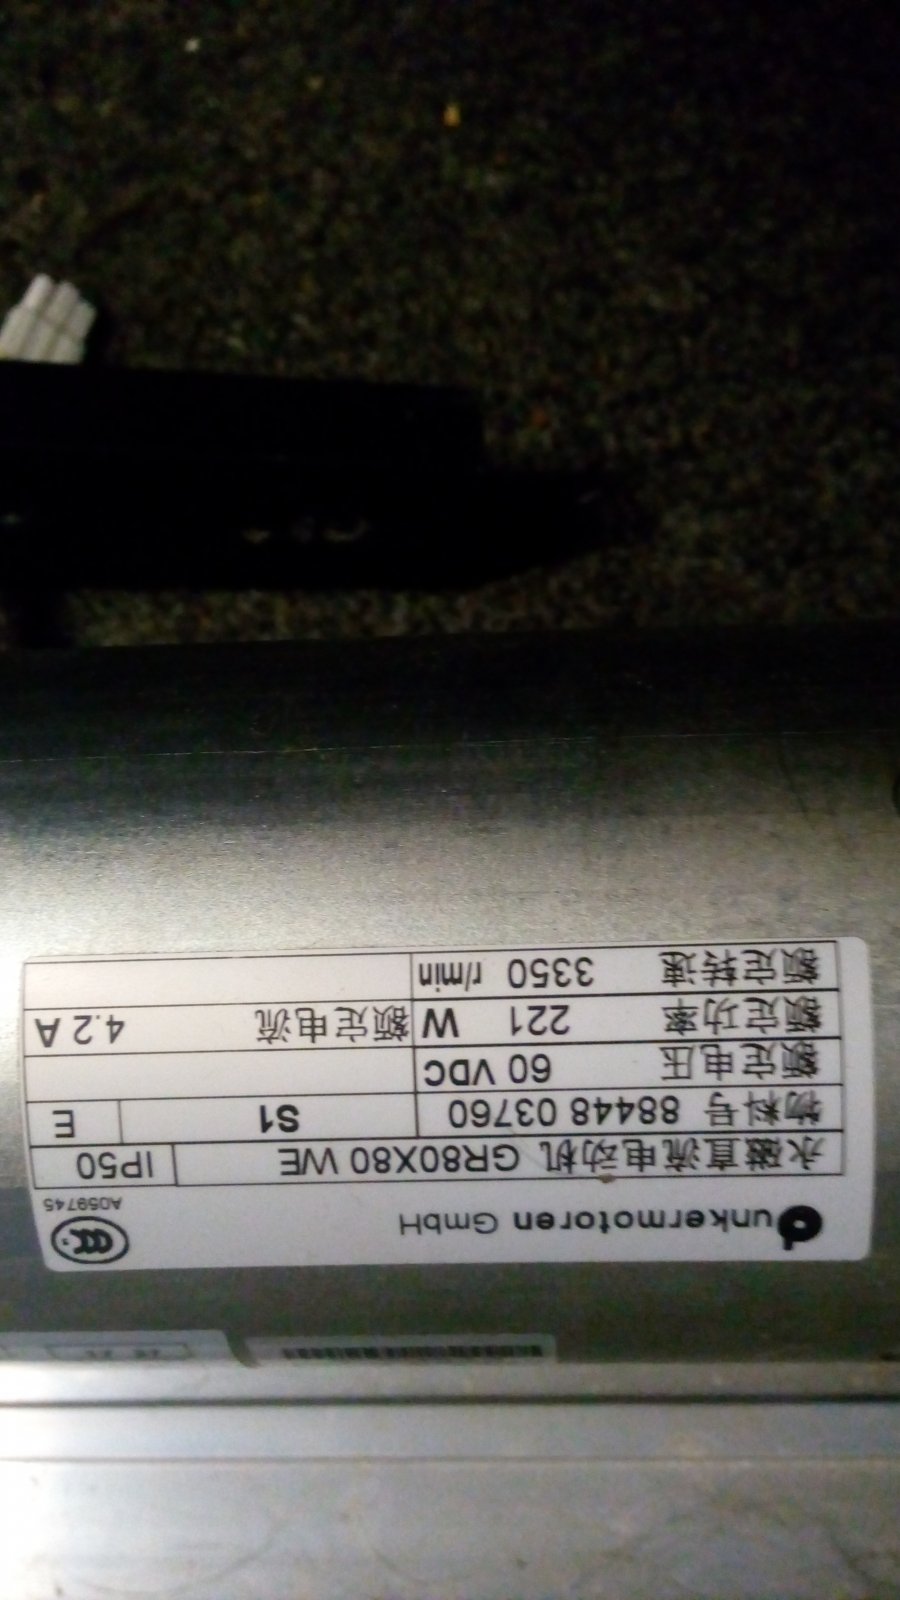 unkermotoren GmbH
CCC
A059745
永磁直流电动机 GR80X80 WE IP50
物料号 88448 03760 S1 E
额定电压 60 VDC
额定功率 221 W 额定电流 4.2 A
额定转速 3350 r/min